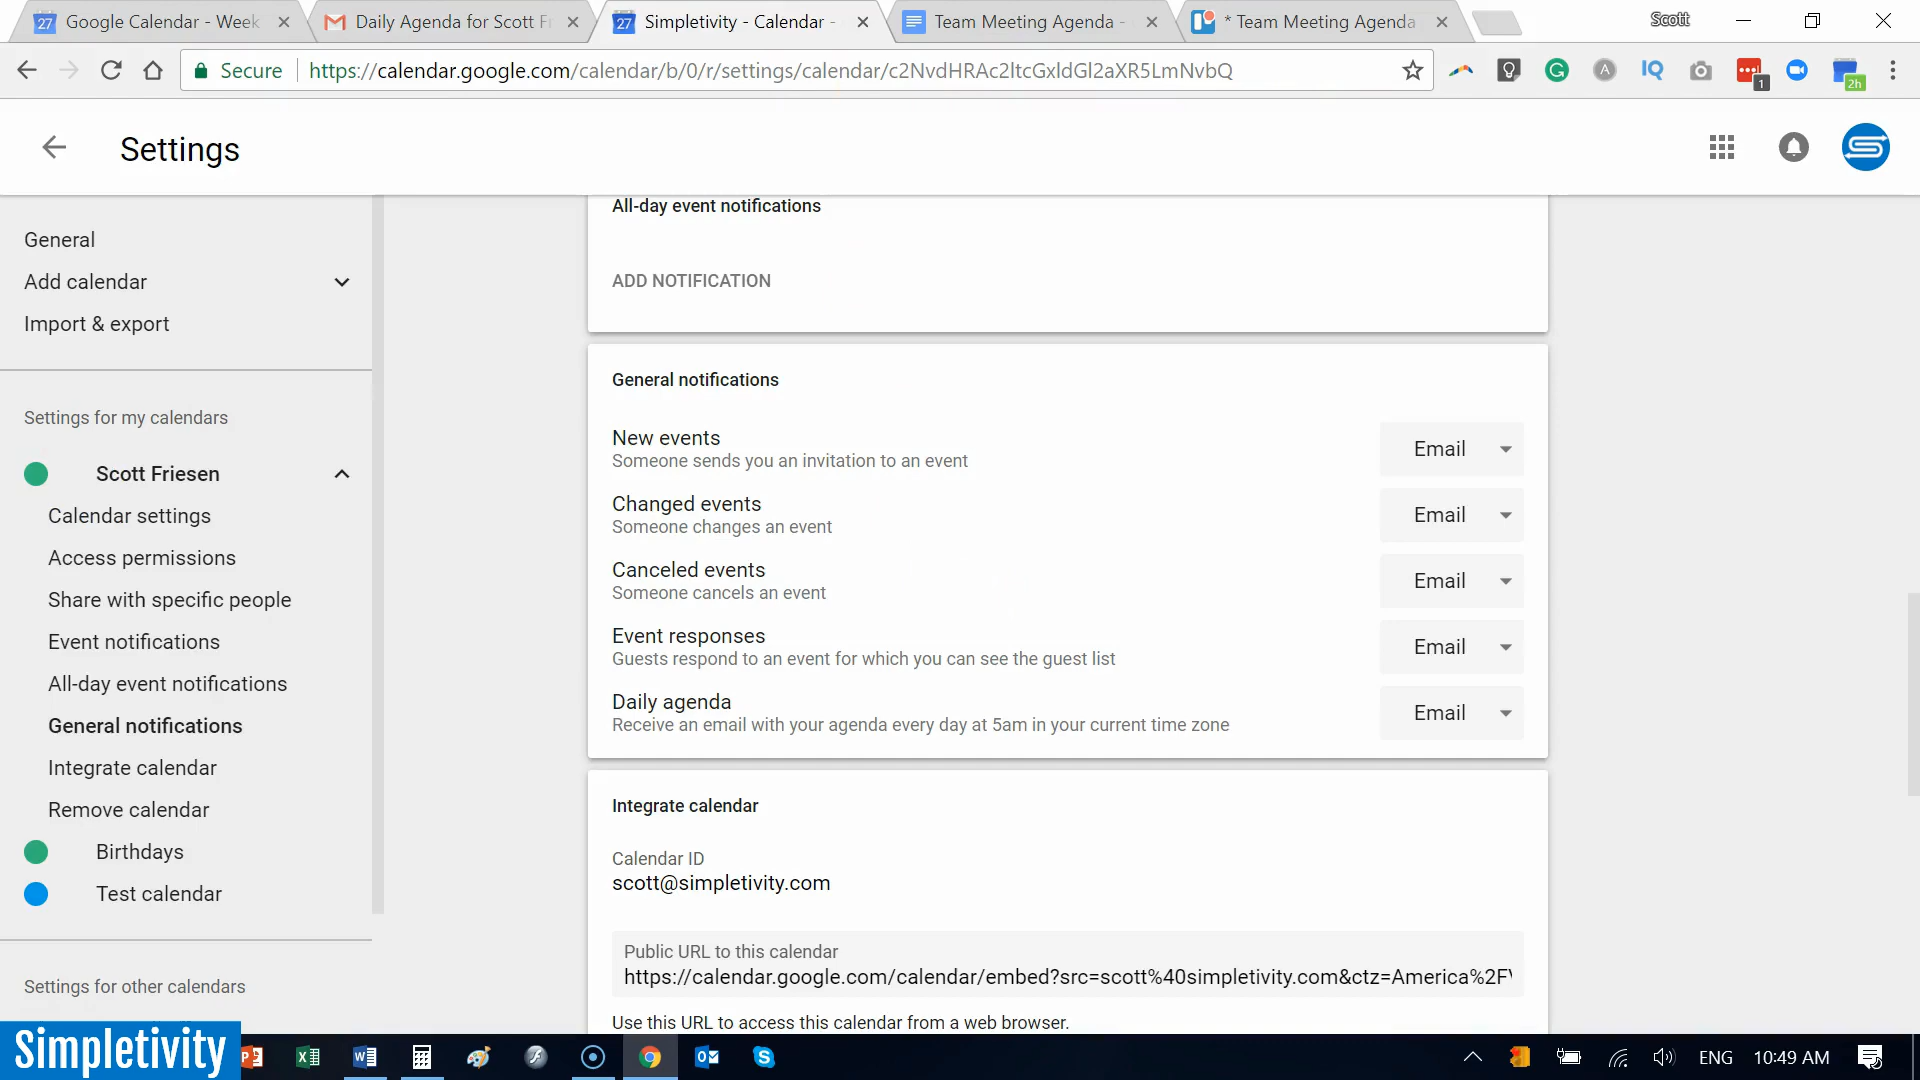 Google Calendar - Week
Daily Agenda for Scott Fr
Simpletivity - Calendar -
Team Meeting Agenda -
* Team Meeting Agenda
Scott
Secure
https://calendar.google.com/calendar/b/0/r/settings/calendar/c2NvdHRAc2ltcGxldGl2aXR5LmNvbQ
1
2h
Settings
General
Add calendar
Import & export
Settings for my calendars
Scott Friesen
Calendar settings
Access permissions
Share with specific people
Event notifications
All-day event notifications
General notifications
Integrate calendar
Remove calendar
Birthdays
Test calendar
Settings for other calendars
All-day event notifications
ADD NOTIFICATION
General notifications
New events
Someone sends you an invitation to an event
Email
Changed events
Someone changes an event
Email
Canceled events
Someone cancels an event
Email
Event responses
Guests respond to an event for which you can see the guest list
Email
Daily agenda
Receive an email with your agenda every day at 5am in your current time zone
Email
Integrate calendar
Calendar ID
scott@simpletivity.com
Public URL to this calendar
https://calendar.google.com/calendar/embed?src=scott%40simpletivity.com&ctz=America%2F
Use this URL to access this calendar from a web browser.
Simpletivity
ENG
10:49 AM